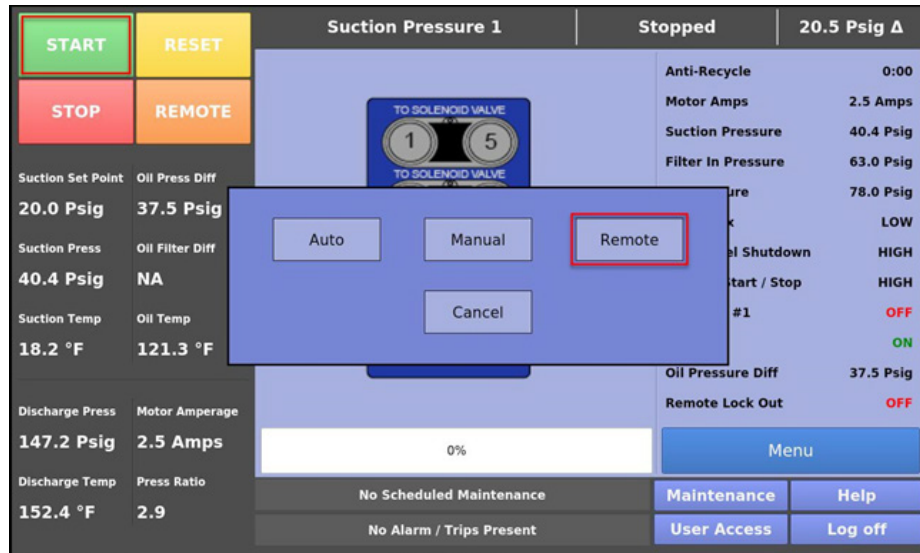 START
RESET
STOP
REMOTE
Suction Pressure 1
Stopped
20.5 Psig Δ
Suction Set Point
Oil Press Diff
20.0 Psig
37.5 Psig
Suction Press
Oil Filter Diff
40.4 Psig
NA
Suction Temp
Oil Temp
18.2 °F
121.3 °F
Discharge Press
Motor Amperage
147.2 Psig
2.5 Amps
Discharge Temp
Press Ratio
152.4 °F
2.9
TO SOLENOID VALVE
1 5
TO SOLENOID VALVE
Auto
Manual
Remote
Cancel
0%
Anti-Recycle 0:00
Motor Amps 2.5 Amps
Suction Pressure 40.4 Psig
Filter In Pressure 63.0 Psig
78.0 Psig
LOW
Shutdown HIGH
/ Stop HIGH
#1 OFF
ON
Oil Pressure Diff 37.5 Psig
Remote Lock Out OFF
Menu
No Scheduled Maintenance
Maintenance
Help
No Alarm / Trips Present
User Access
Log off